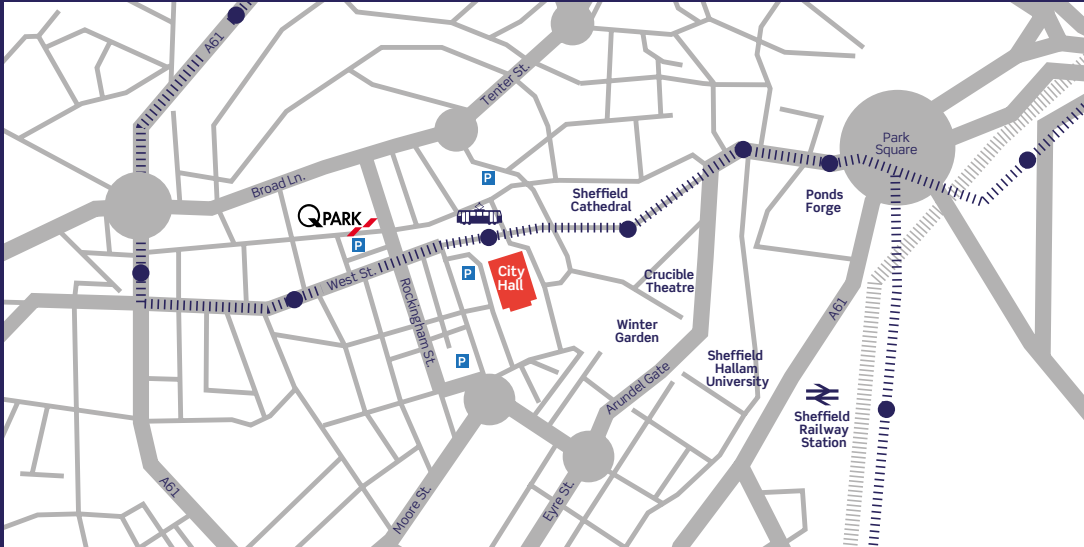 A61
Tenter St.
Park
Square
P
Broad Ln.
Sheffield
Cathedral
Ponds
Forge
QPARK
P
P
City
Hall
West St.
Crucible
Theatre
Rockingham St.
A61
Winter
Garden
P
Sheffield
Hallam
University
Arundel Gate
Sheffield
Railway
Station
A61
Moore St.
Eyre St.